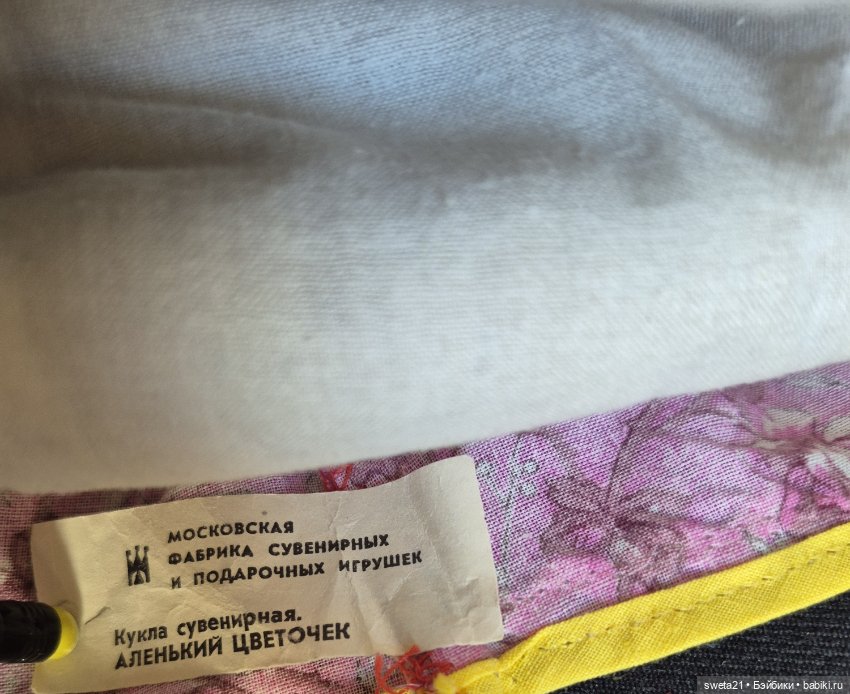 МОСКОВСКАЯ
ФАБРИКА СУВЕНИРНЫХ
И ПОДАРОЧНЫХ ИГРУШЕК
Кукла сувенирная.
АЛЕНЬКИЙ ЦВЕТОЧЕК
sweta21 • Бэйбики • babiki.ru